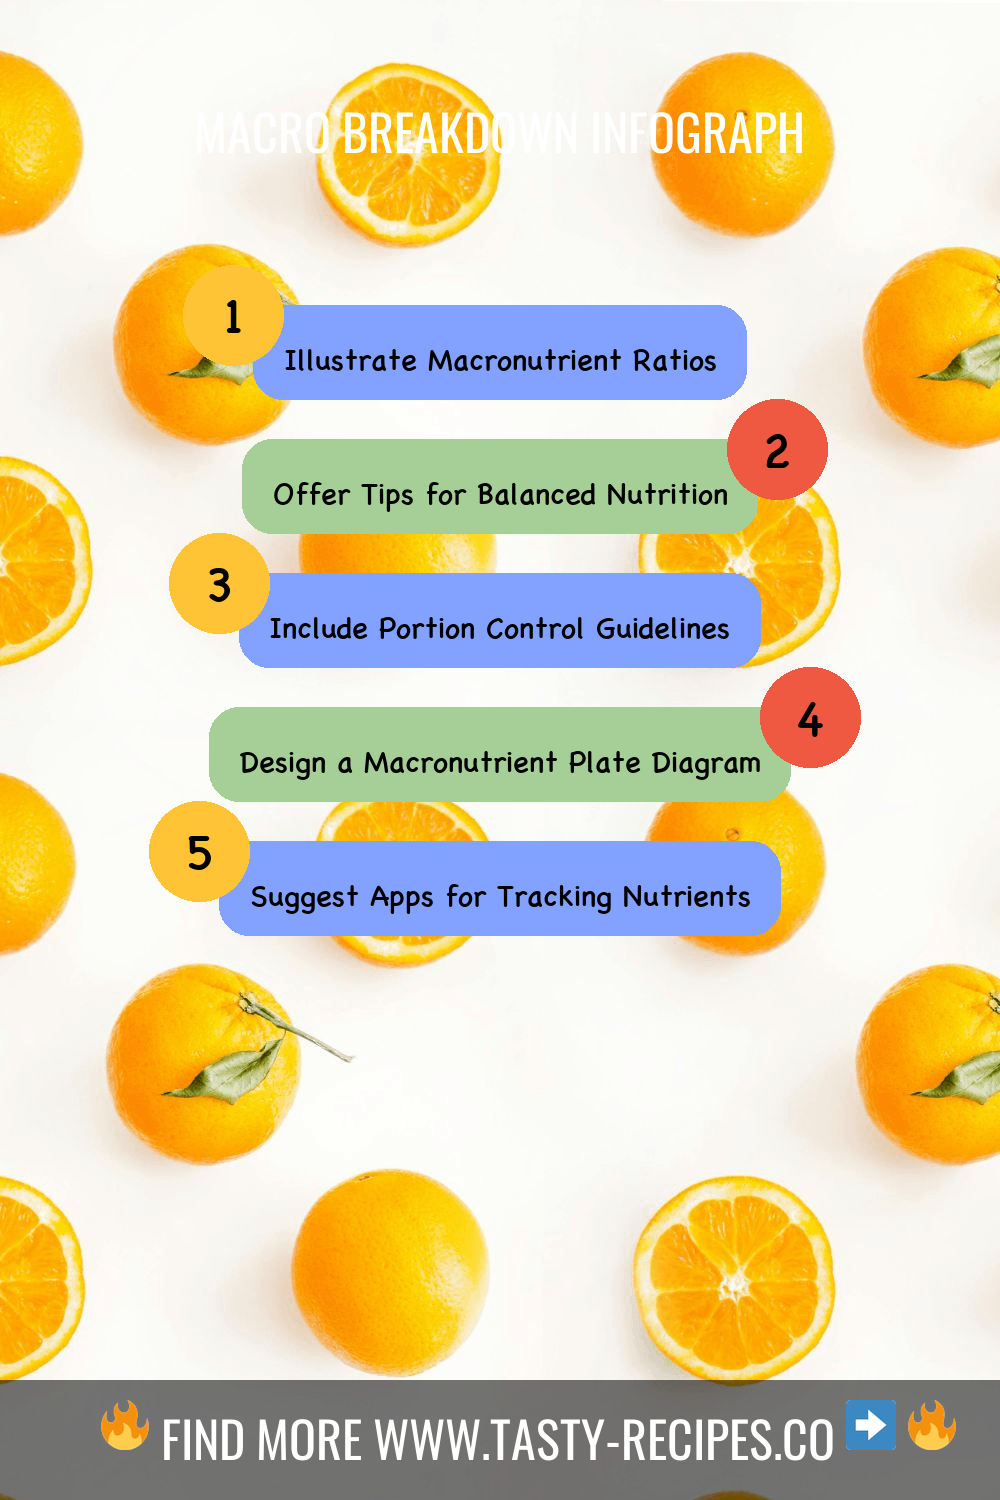 MACRO BREAKDOWN INFOGRAPH
1
Illustrate Macronutrient Ratios
2
Offer Tips for Balanced Nutrition
3
Include Portion Control Guidelines
4
Design a Macronutrient Plate Diagram
5
Suggest Apps for Tracking Nutrients
FIND MORE WWW.TASTY-RECIPES.CO